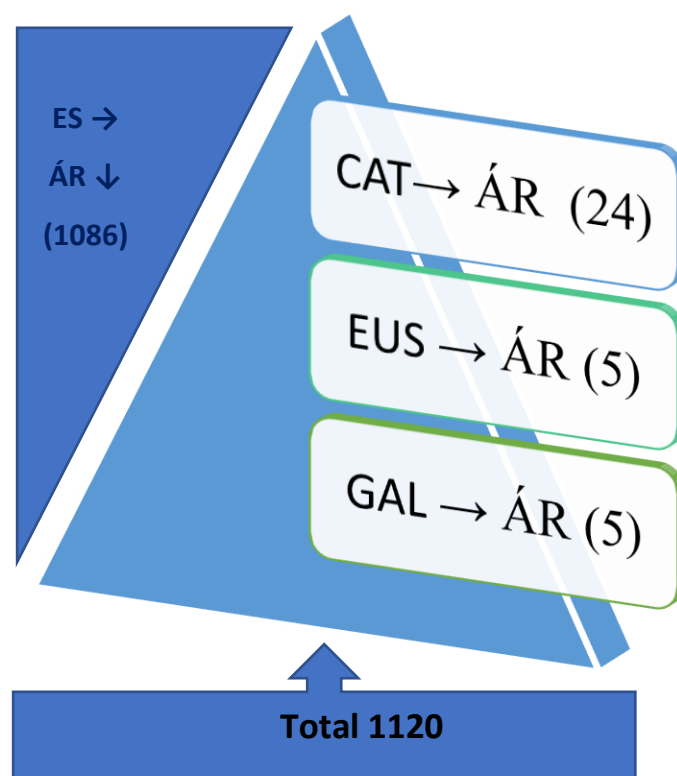 ES →
ÁR ↓
(1086)
CAT→ ÁR (24)
EUS → ÁR (5)
GAL → ÁR (5)
Total 1120